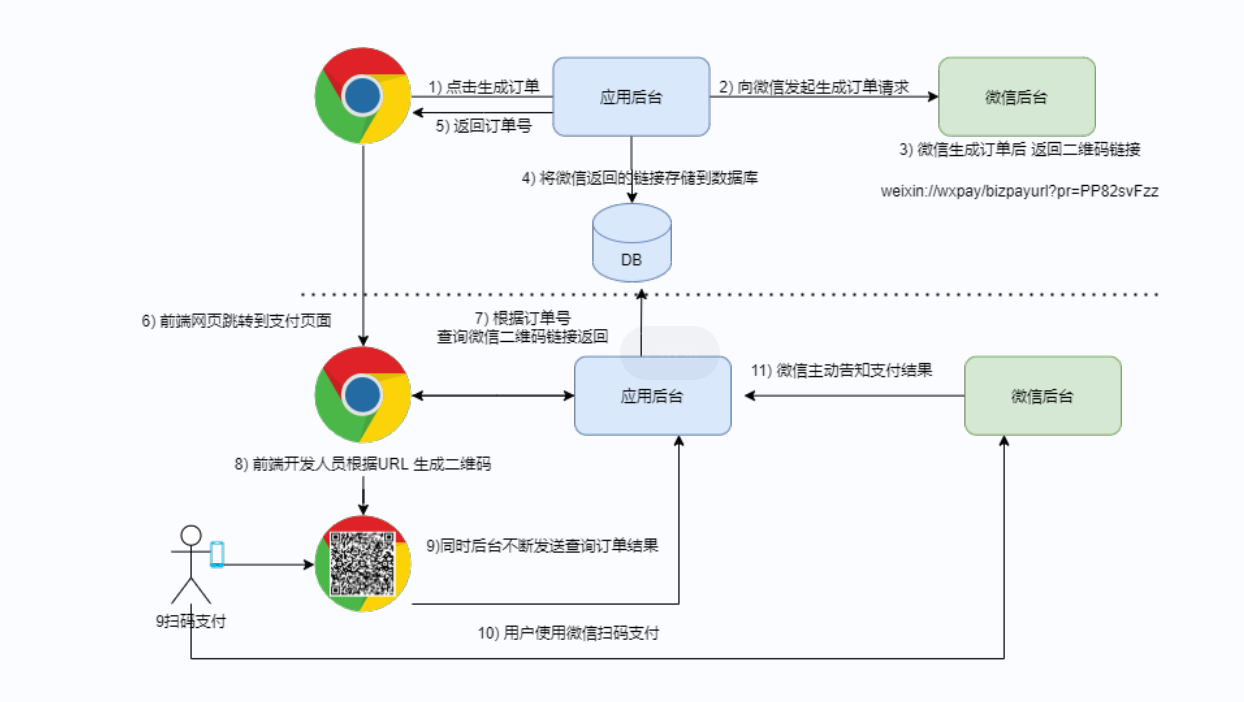 1) 点击生成订单
应用后台
2) 向微信发起生成订单请求
微信后台
5) 返回订单号
3) 微信生成订单后 返回二维码链接
4) 将微信返回的链接存储到数据库
weixin://wxpay/bizpayurl?pr=PP82svFzz
DB
6) 前端网页跳转到支付页面
7) 根据订单号
查询微信二维码链接返回
11) 微信主动告知支付结果
应用后台
微信后台
8) 前端开发人员根据URL 生成二维码
9)同时后台不断发送查询订单结果
9扫码支付
10) 用户使用微信扫码支付